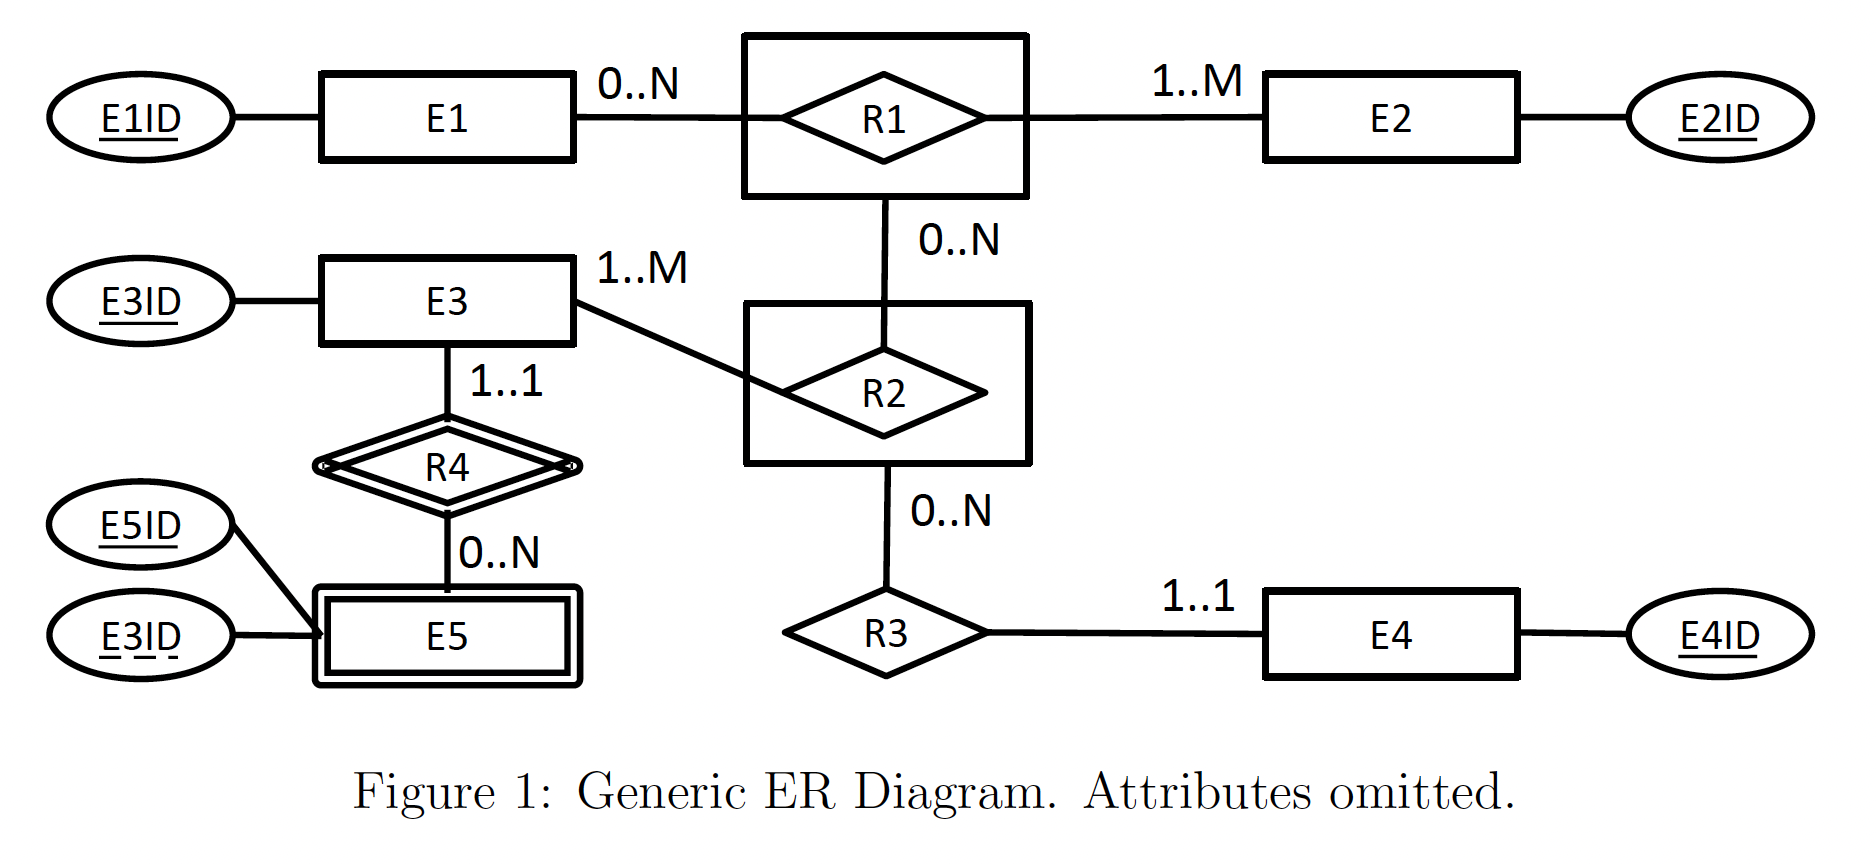 E1ID E1 0..N R1 1..M E2 E2ID
0..N
E3ID E3 1..M
R2
1..1
R4
E5ID 0..N 0..N
E3ID E5 R3 1..1 E4 E4ID
Figure 1: Generic ER Diagram. Attributes omitted.